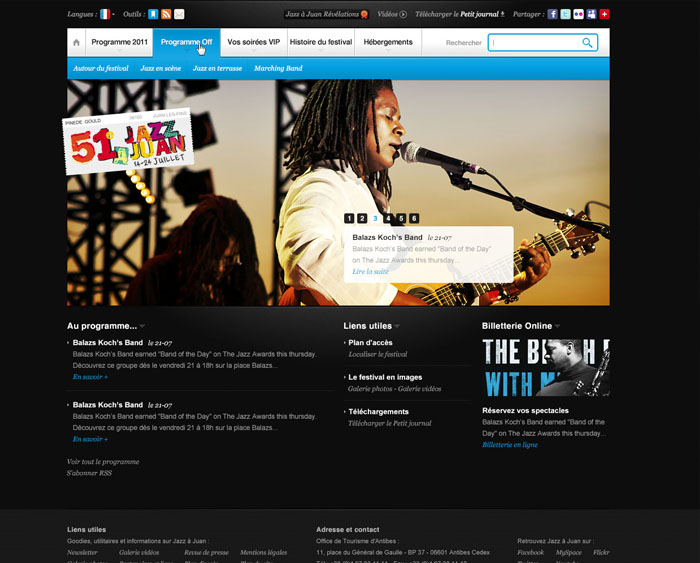 Langues :
Outils :
Jazz à Juan Révélations
Vidéos
Télécharger le Petit journal
Partager :
Programme 2011
Programme Off
Vos soirées VIP
Histoire du festival
Hébergements
Rechercher
Autour du festival
Jazz en scène
Jazz en terrasse
Marching Band
PINEDE GOULD
JUAN-LES-PINS
51e
JAZZ
à JUAN
14-24 JUILLET
1 2 3 4 5 6
Balazs Koch's Band le 21-07
Balazs Koch's Band earned "Band of the Day"
on The Jazz Awards this thursday...
Lire la suite
Au programme...
Balazs Koch's Band le 21-07
Balazs Koch's Band earned "Band of the Day" on The Jazz Awards this thursday.
Découvrez ce groupe dès le vendredi 21 à 18h sur la place Balazs...
En savoir +
Balazs Koch's Band le 21-07
Balazs Koch's Band earned "Band of the Day" on The Jazz Awards this thursday.
Découvrez ce groupe dès le vendredi 21 à 18h sur la place Balazs...
En savoir +
Voir tout le programme
S'abonner RSS
Liens utiles
Plan d'accès
Localiser le festival
Le festival en images
Galerie photos - Galerie vidéos
Téléchargements
Télécharger le Petit journal
Billetterie Online
THE
WITH
Réservez vos spectacles
Balazs Koch's Band earned "Band of the
Day" on The Jazz Awards this thursday...
Billetterie en ligne
Liens utiles
Goodies, utilitaires et informations sur Jazz à Juan :
Newsletter
Galerie vidéos
Revue de presse
Mentions légales
Adresse et contact
Office de Tourisme d'Antibes :
11, place du Général de Gaulle - BP 37 - 06601 Antibes Cedex
Retrouvez Jazz à Juan sur :
Facebook
MySpace
Flickr